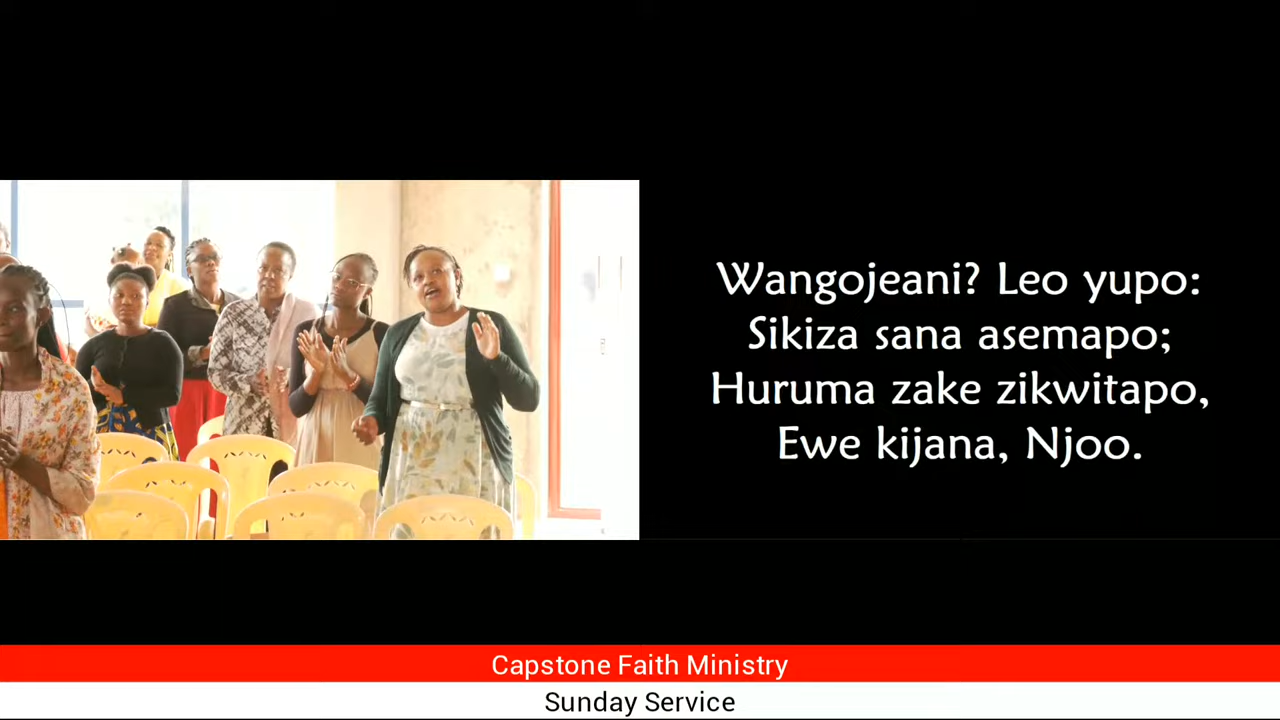 Wangojeani? Leo yupo:
Sikiza sana asemapo;
Huruma zake zikwitapo,
Ewe kijana, Njoo.
Capstone Faith Ministry
Sunday Service